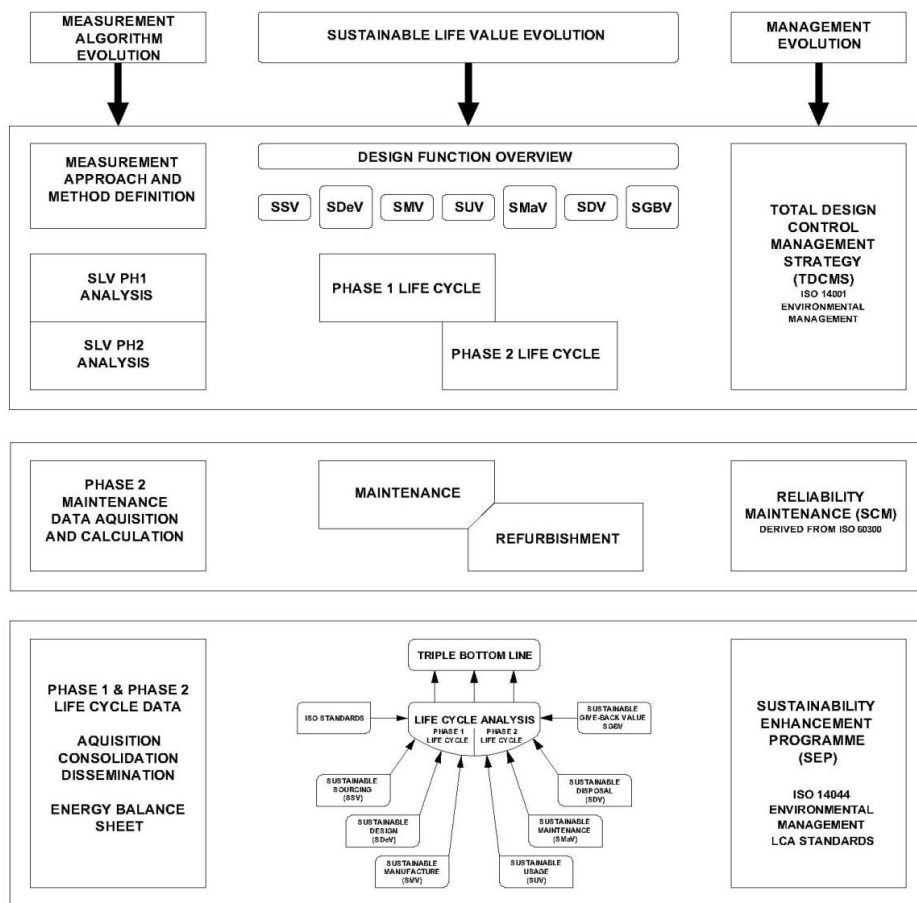 MEASUREMENT
ALGORITHM
EVOLUTION
SUSTAINABLE LIFE VALUE EVOLUTION
MANAGEMENT
EVOLUTION
MEASUREMENT
APPROACH AND
METHOD DEFINITION
DESIGN FUNCTION OVERVIEW
SSV
SDeV
SMV
SUV
SMaV
SDV
SGBV
TOTAL DESIGN
CONTROL
MANAGEMENT
STRATEGY
(TDCMS)
ISO 14001
ENVIRONMENTAL
MANAGEMENT
SLV PH1
ANALYSIS
PHASE 1 LIFE CYCLE
SLV PH2
ANALYSIS
PHASE 2 LIFE CYCLE
PHASE 2
MAINTENANCE
DATA AQUISITION
AND CALCULATION
MAINTENANCE
REFURBISHMENT
RELIABILITY
MAINTENANCE (SCM)
DERIVED FROM ISO 60300
PHASE 1 & PHASE 2
LIFE CYCLE DATA
AQUISITION
CONSOLIDATION
DISSEMINATION
ENERGY BALANCE
SHEET
TRIPLE BOTTOM LINE
ISO STANDARDS
LIFE CYCLE ANALYSIS
PHASE 1
LIFE CYCLE
PHASE 2
LIFE CYCLE
SUSTAINABLE
GIVE-BACK VALUE
SGBV
SUSTAINABLE
SOURCING
(SSV)
SUSTAINABLE
DISPOSAL
(SDV)
SUSTAINABLE
DESIGN
(SDeV)
SUSTAINABLE
MAINTENANCE
(SMaV)
SUSTAINABLE
MANUFACTURE
(SMV)
SUSTAINABLE
USAGE
(SUV)
SUSTAINABILITY
ENHANCEMENT
PROGRAMME
(SEP)
ISO 14044
ENVIRONMENTAL
MANAGEMENT
LCA STANDARDS